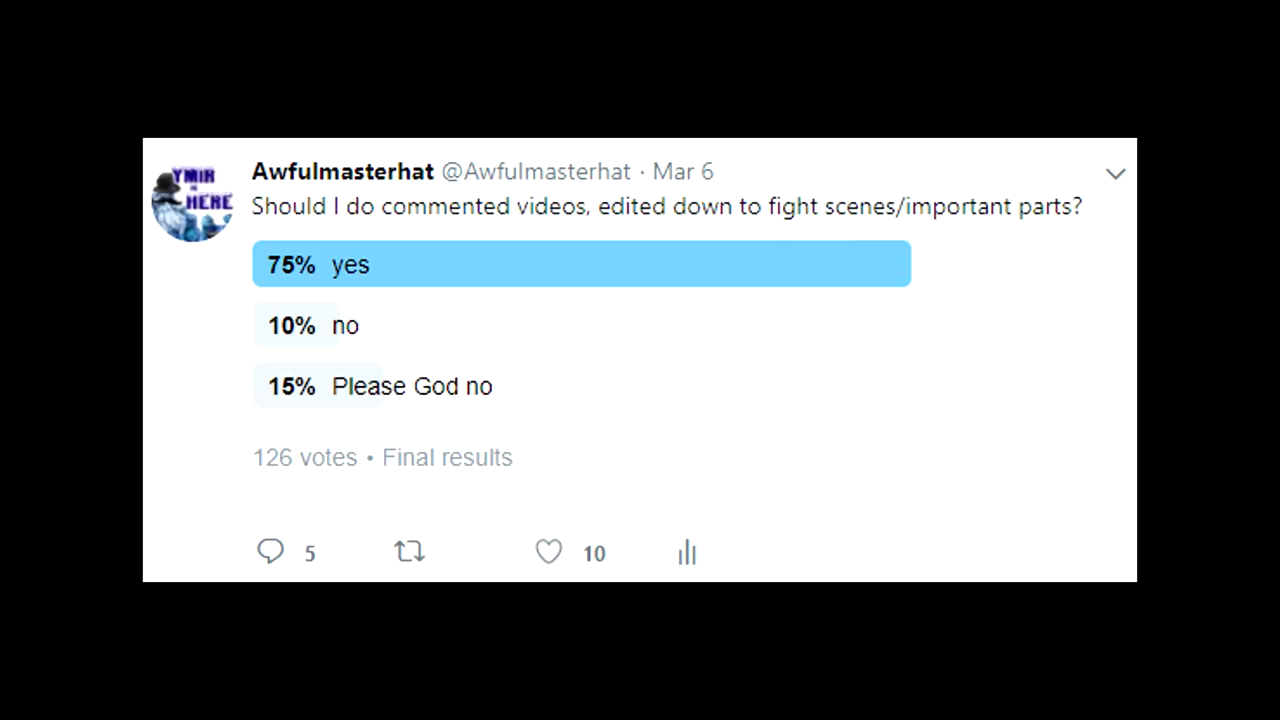 YMIR
IS
HERE
Awfulmasterhat @Awfulmasterhat · Mar 6
Should I do commented videos, edited down to fight scenes/important parts?
75% yes
10% no
15% Please God no
126 votes • Final results
5 10